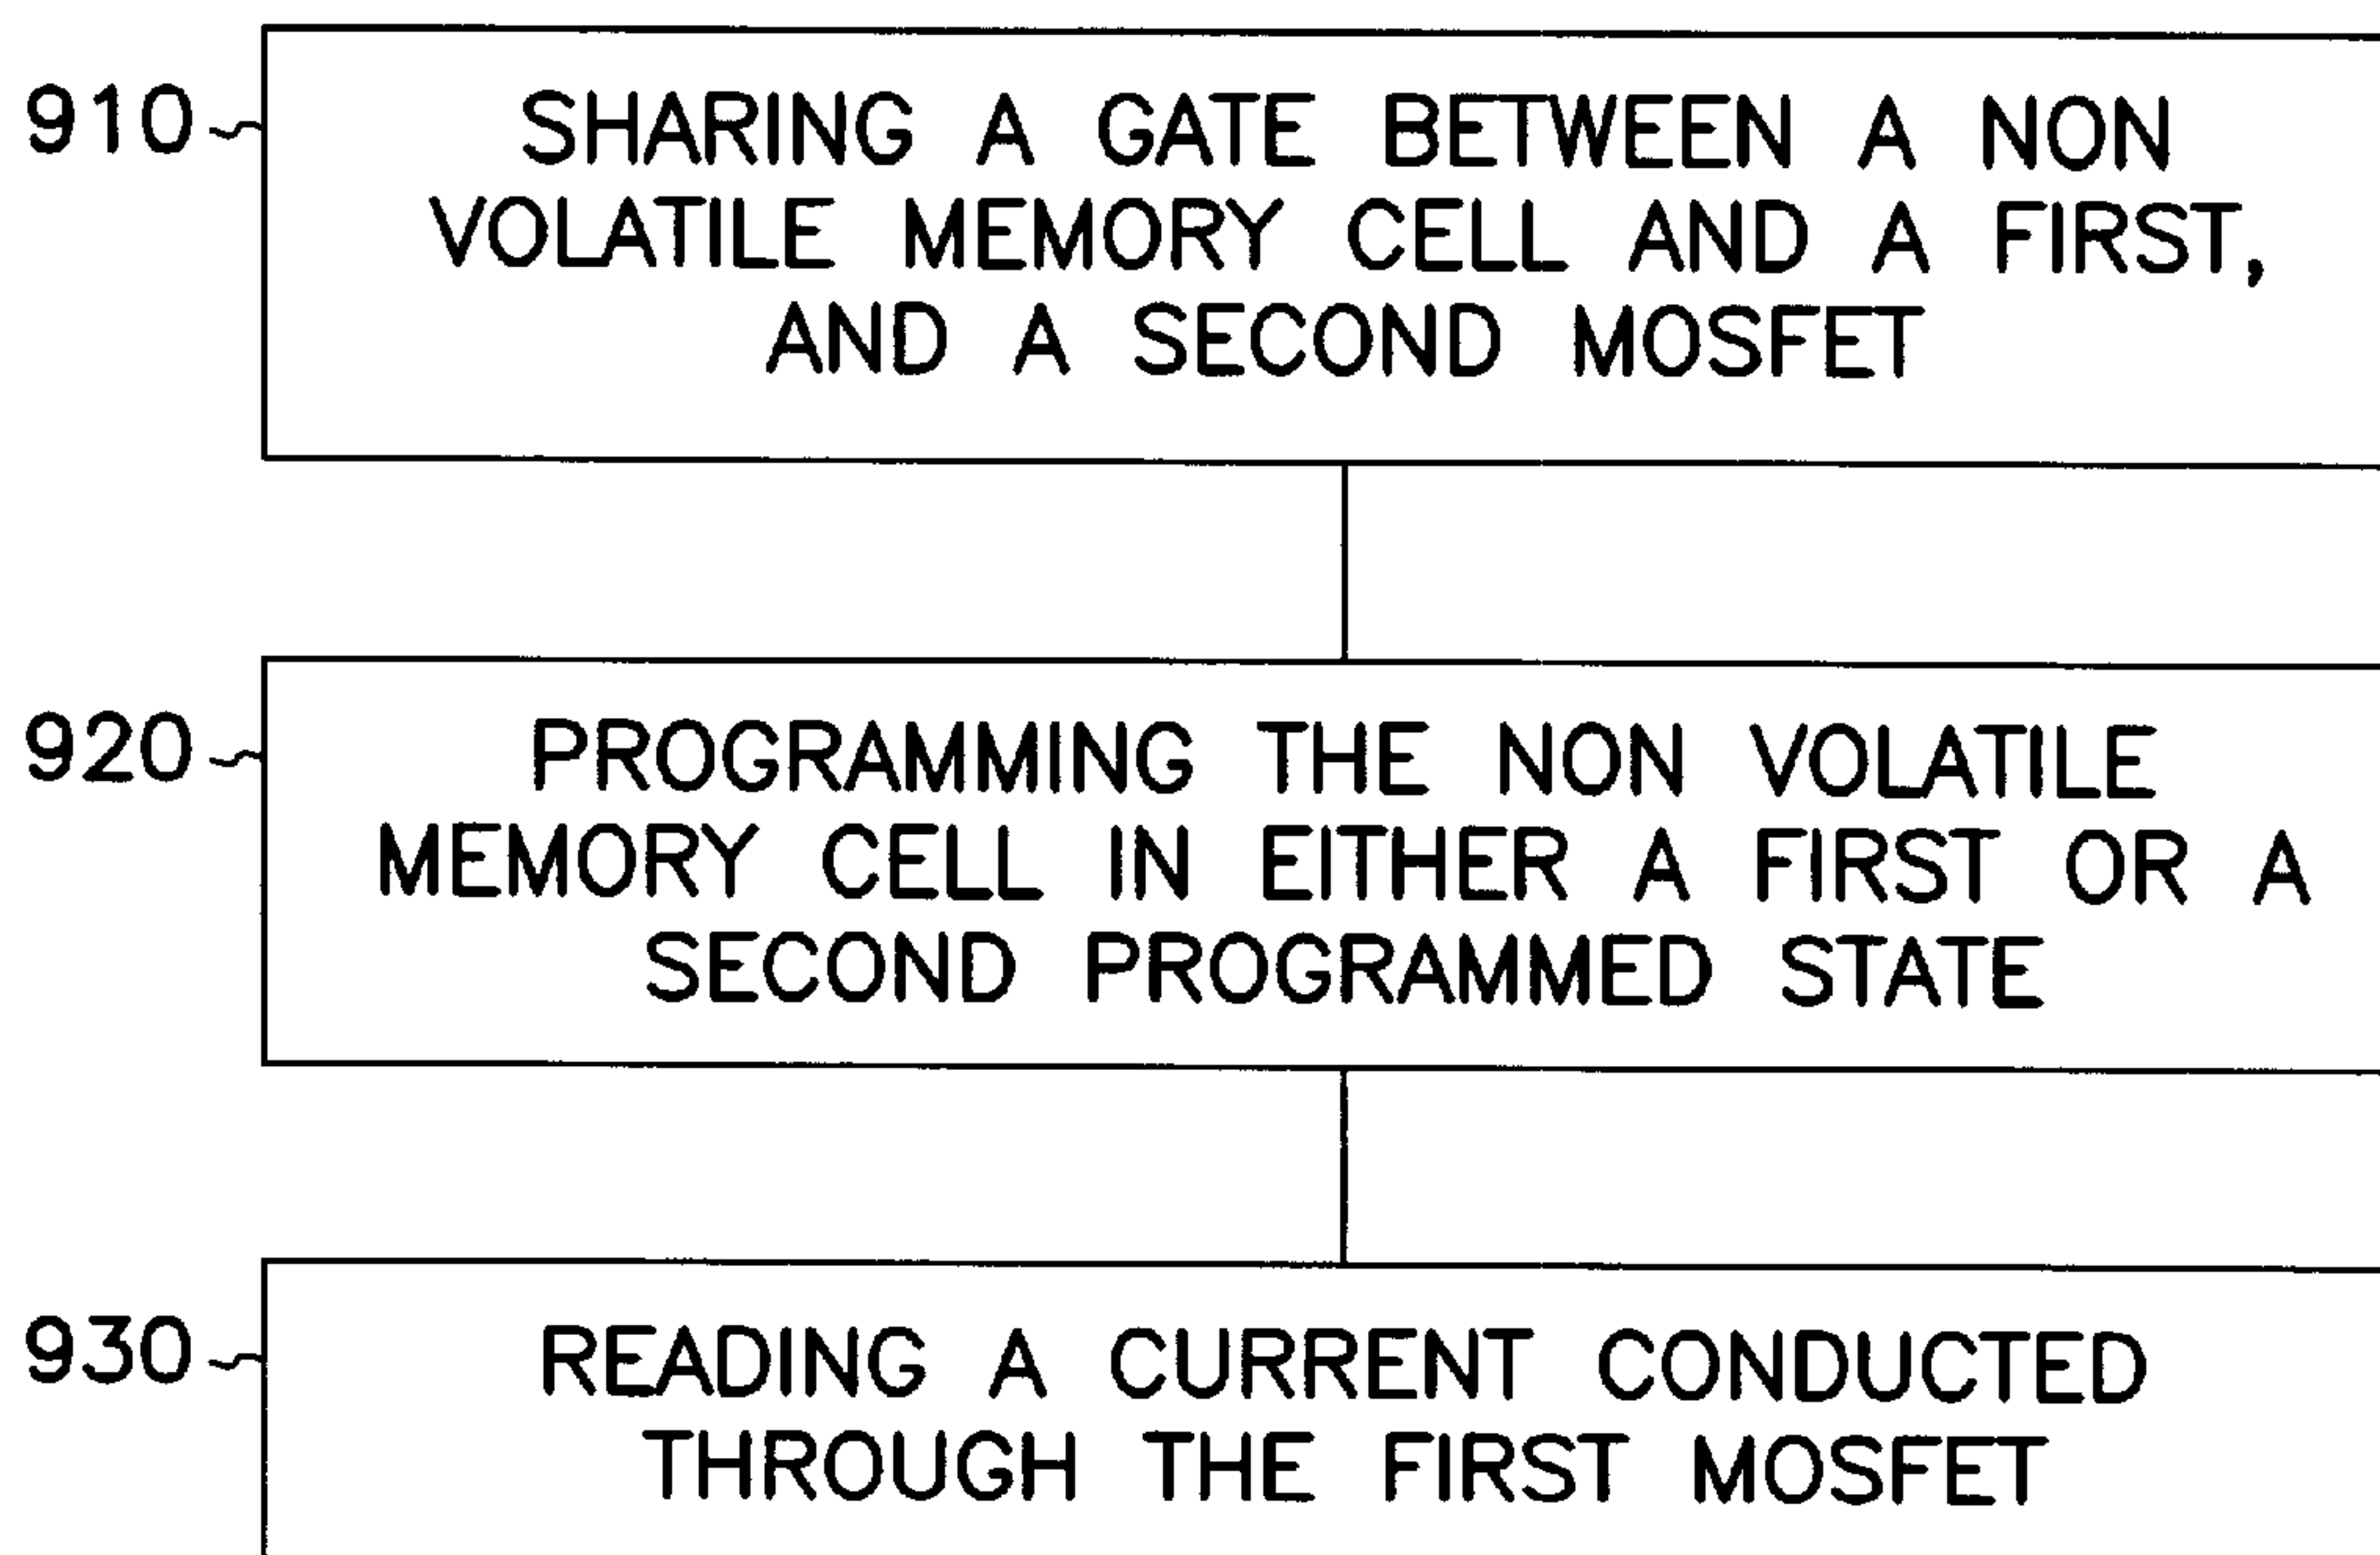 910 SHARING A GATE BETWEEN A NON
VOLATILE MEMORY CELL AND A FIRST,
AND A SECOND MOSFET
920 PROGRAMMING THE NON VOLATILE
MEMORY CELL IN EITHER A FIRST OR A
SECOND PROGRAMMED STATE
930 READING A CURRENT CONDUCTED
THROUGH THE FIRST MOSFET